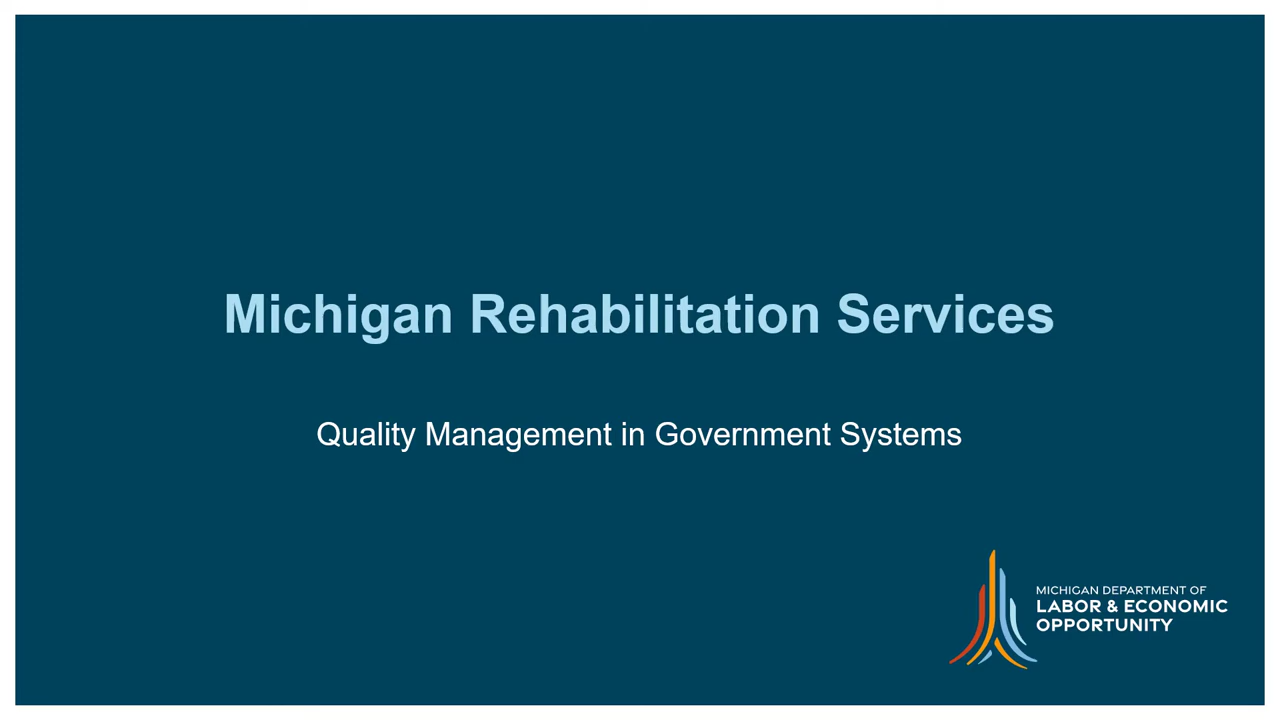 Michigan Rehabilitation Services
Quality Management in Government Systems
MICHIGAN DEPARTMENT OF
LABOR & ECONOMIC
OPPORTUNITY